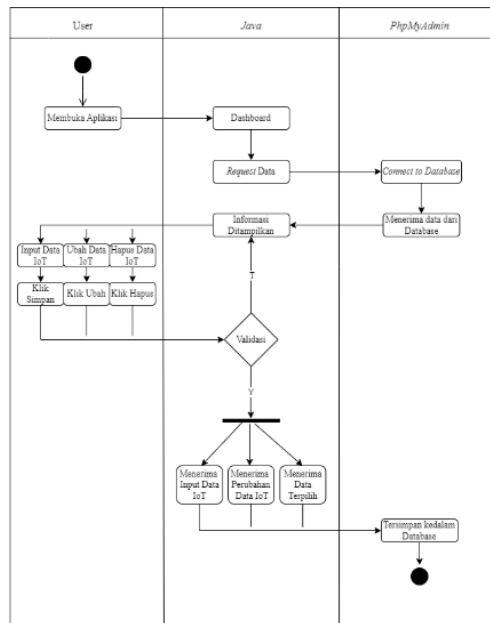 User
Java
PhpMyAdmin
Membuka Aplikasi
Dashboard
Request Data
Connect to Database
Informasi
Ditampilkan
Menerima data dari
Database
Input Data
IoT
Ubah Data
IoT
Hapus Data
IoT
Klik
Simpan
Klik Ubah
Klik Hapus
T
Validasi
Y
Menerima
Input Data
IoT
Menerima
Perubahan
Data IoT
Menerima
Data
Terpilih
Tersimpan kedalam
Database